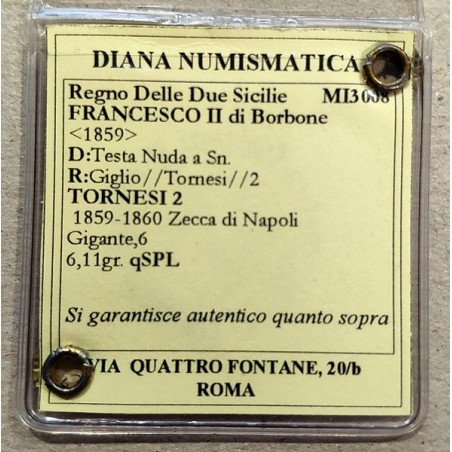 DIANA NUMISMATICA
Regno Delle Due Sicilie MI3008
FRANCESCO II di Borbone
<1859>
D:Testa Nuda a Sn.
R:Giglio//Tornesi//2
TORNESI 2
1859-1860 Zecca di Napoli
Gigante,6
6,11gr. qSPL
Si garantisce autentico quanto sopra
VIA QUATTRO FONTANE, 20/b
ROMA